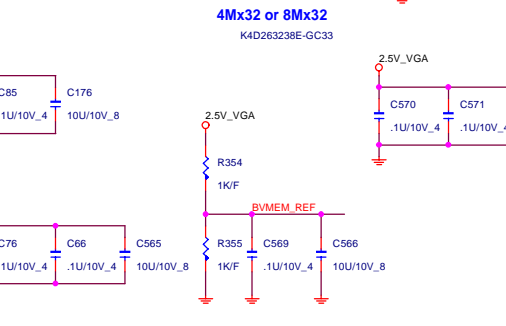 4Mx32 or 8Mx32
K4D263238E-GC33
2.5V_VGA
C85
C176
1U/10V_4
10U/10V_8
C570
C571
.1U/10V_4
.1U/10V_4
2.5V_VGA
R354
1K/F
BVMEM_REF
C76
C66
C565
R355
C569
C566
1U/10V_4
.1U/10V_4
10U/10V_8
1K/F
.1U/10V_4
10U/10V_8